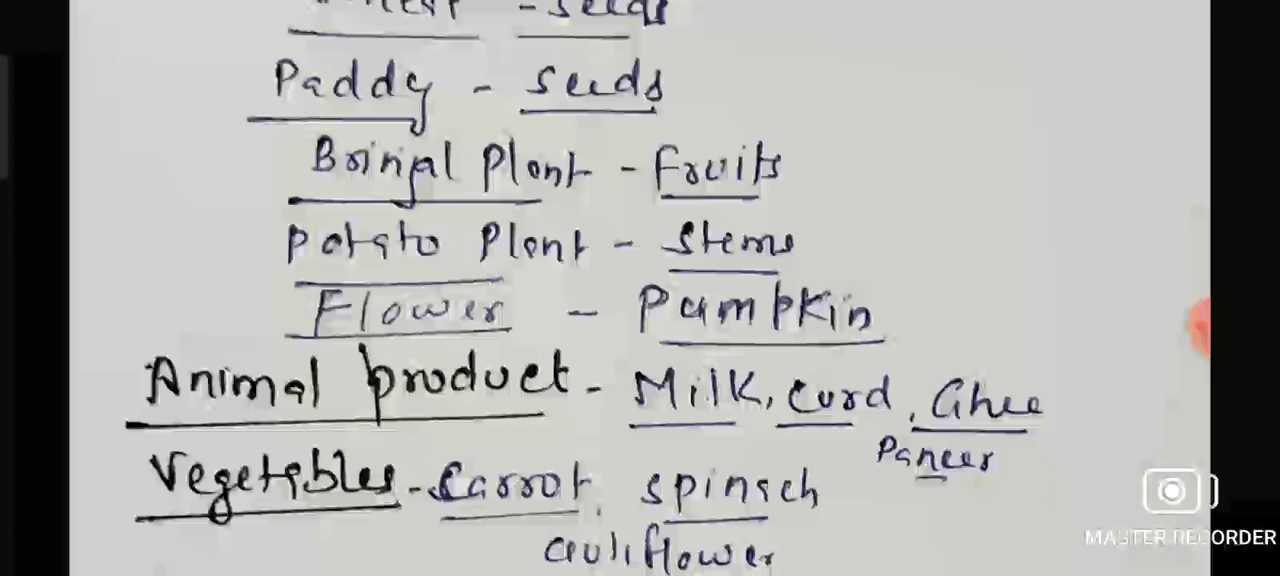 - Seeds
Paddy - Seeds
Brinjal Plant - Fruits
Potato Plant - Stems
Flower - Pumpkin
Animal product - Milk, Curd, Ghee
Paneer
Vegetables - Carrot, Spinach
Cauliflower
MASTER RECORDER